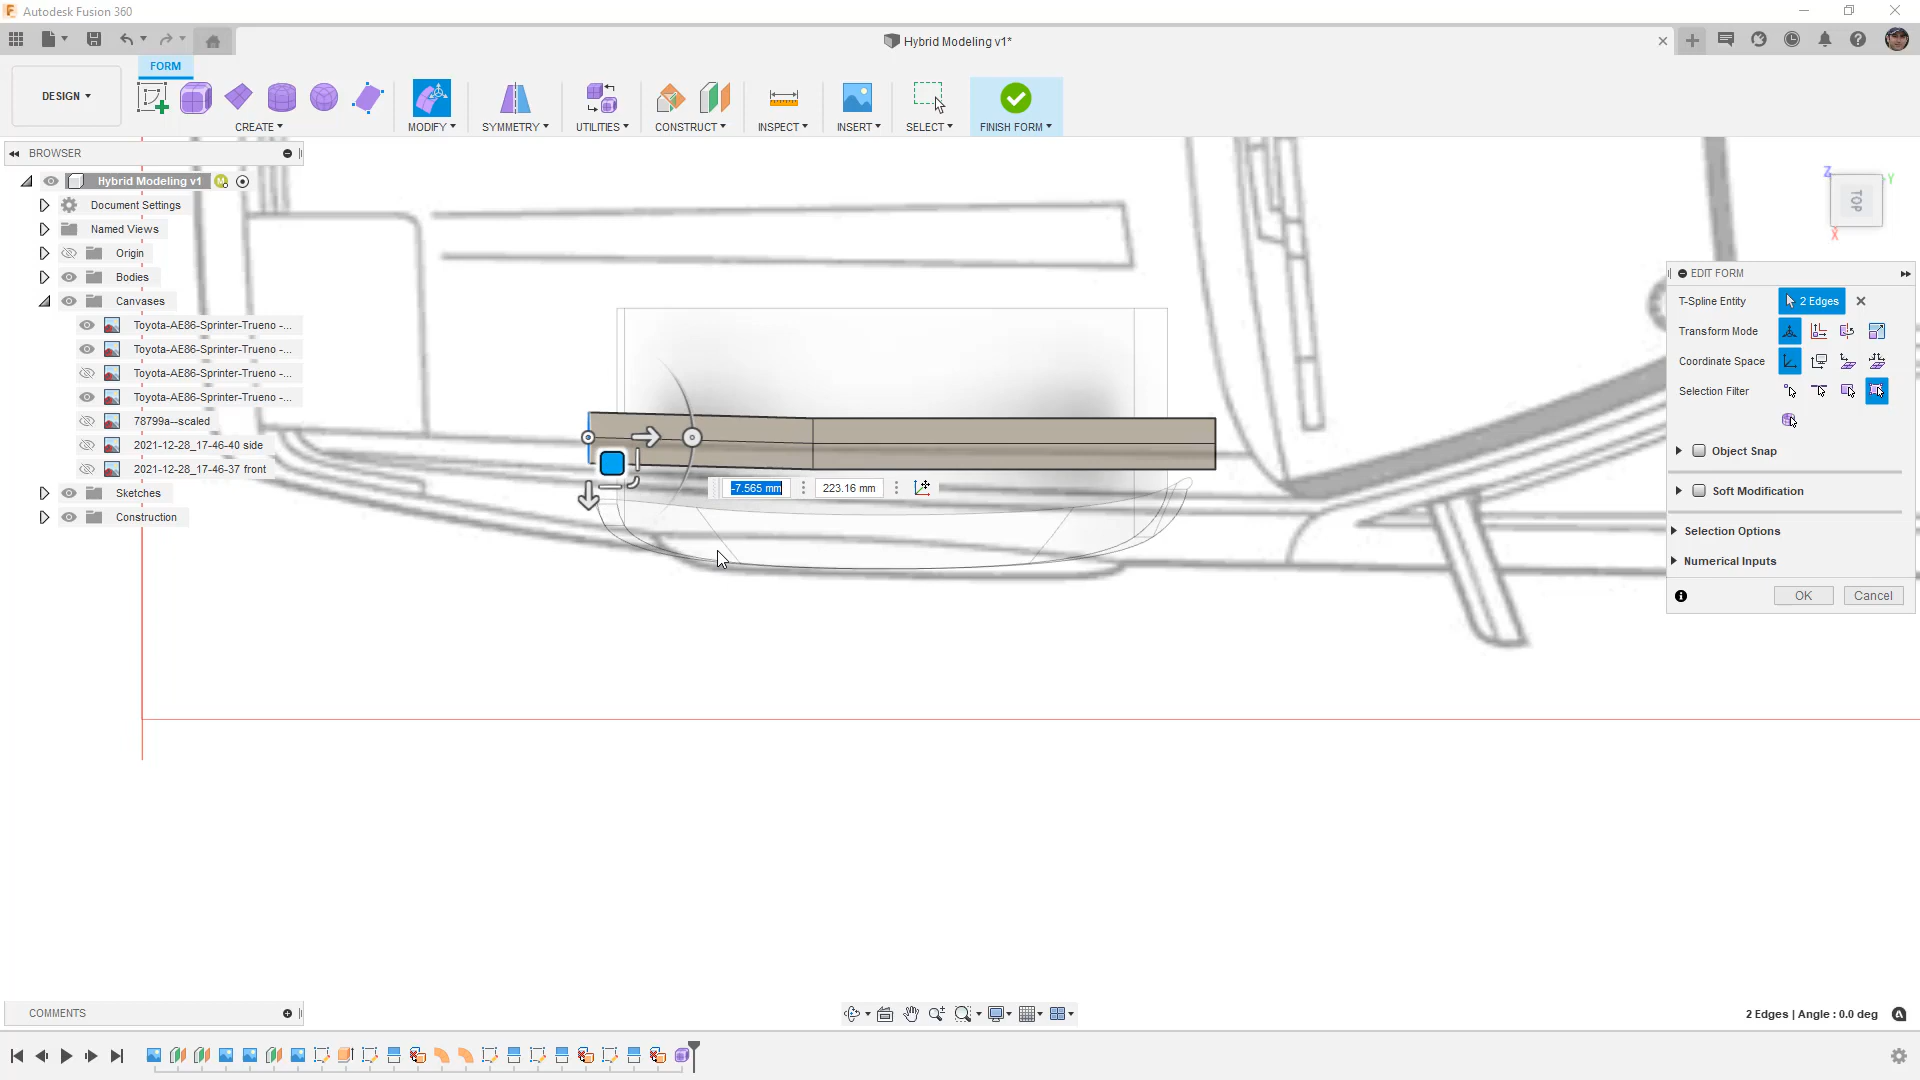 Autodesk Fusion 360
Hybrid Modeling v1*
FORM
DESIGN
CREATE
MODIFY
SYMMETRY
UTILITIES
CONSTRUCT
INSPECT
INSERT
SELECT
FINISH FORM
BROWSER
Hybrid Modeling v1
Document Settings
Named Views
Origin
Bodies
Canvases
Toyota-AE86-Sprinter-Trueno -...
Toyota-AE86-Sprinter-Trueno -...
Toyota-AE86-Sprinter-Trueno -...
Toyota-AE86-Sprinter-Trueno -...
78799a--scaled
2021-12-28_17-46-40 side
2021-12-28_17-46-37 front
Sketches
Construction
-7.565 mm
223.16 mm
Z
Y
TOP
X
EDIT FORM
T-Spline Entity
2 Edges
Transform Mode
Coordinate Space
Selection Filter
Object Snap
Soft Modification
Selection Options
Numerical Inputs
OK
Cancel
COMMENTS
2 Edges | Angle : 0.0 deg